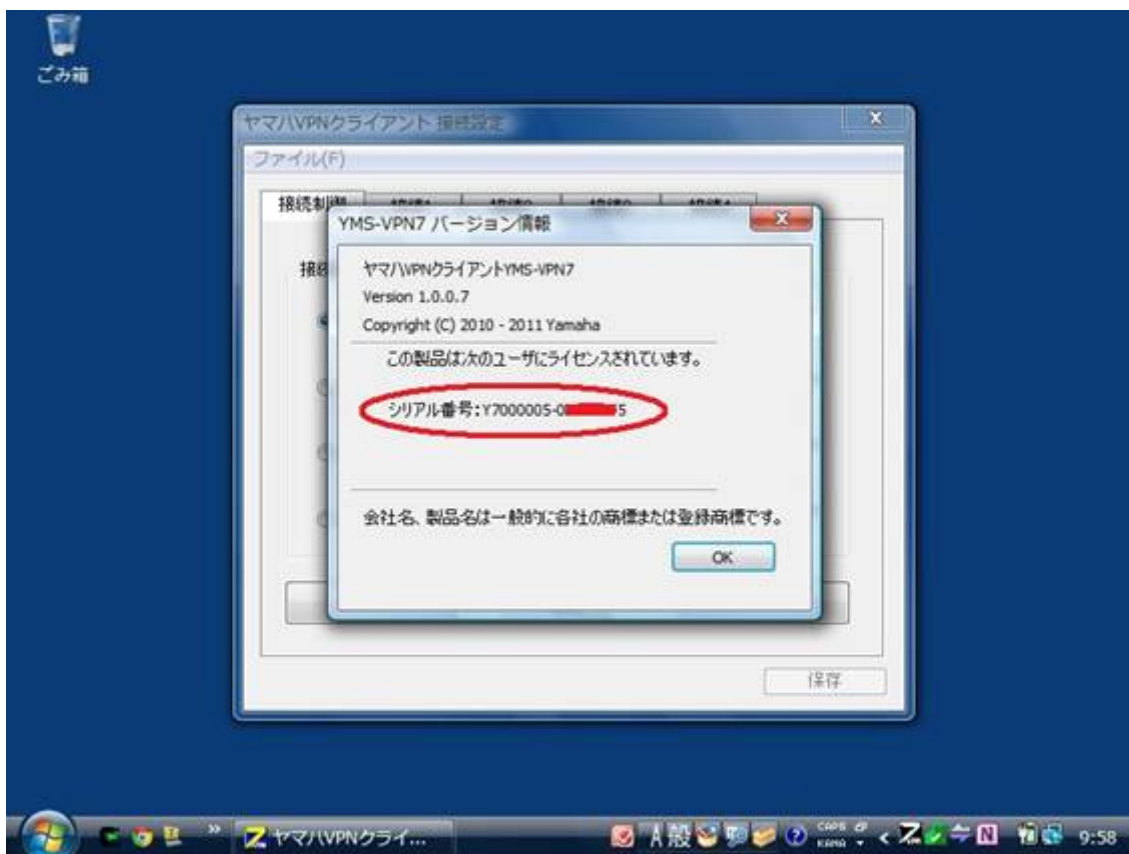 ごみ箱
ヤマハVPNクライアント 接続設定
ファイル(F)
接続制御
YMS-VPN7 バージョン情報
ヤマハVPNクライアントYMS-VPN7
Version 1.0.0.7
Copyright (C) 2010 - 2011 Yamaha
この製品は次のユーザにライセンスされています。
シリアル番号:Y7000005-0 5
会社名、製品名は一般的に各社の商標または登録商標です。
OK
保存
ヤマハVPNクライ...
A 般
CAPS
KANA
9:58